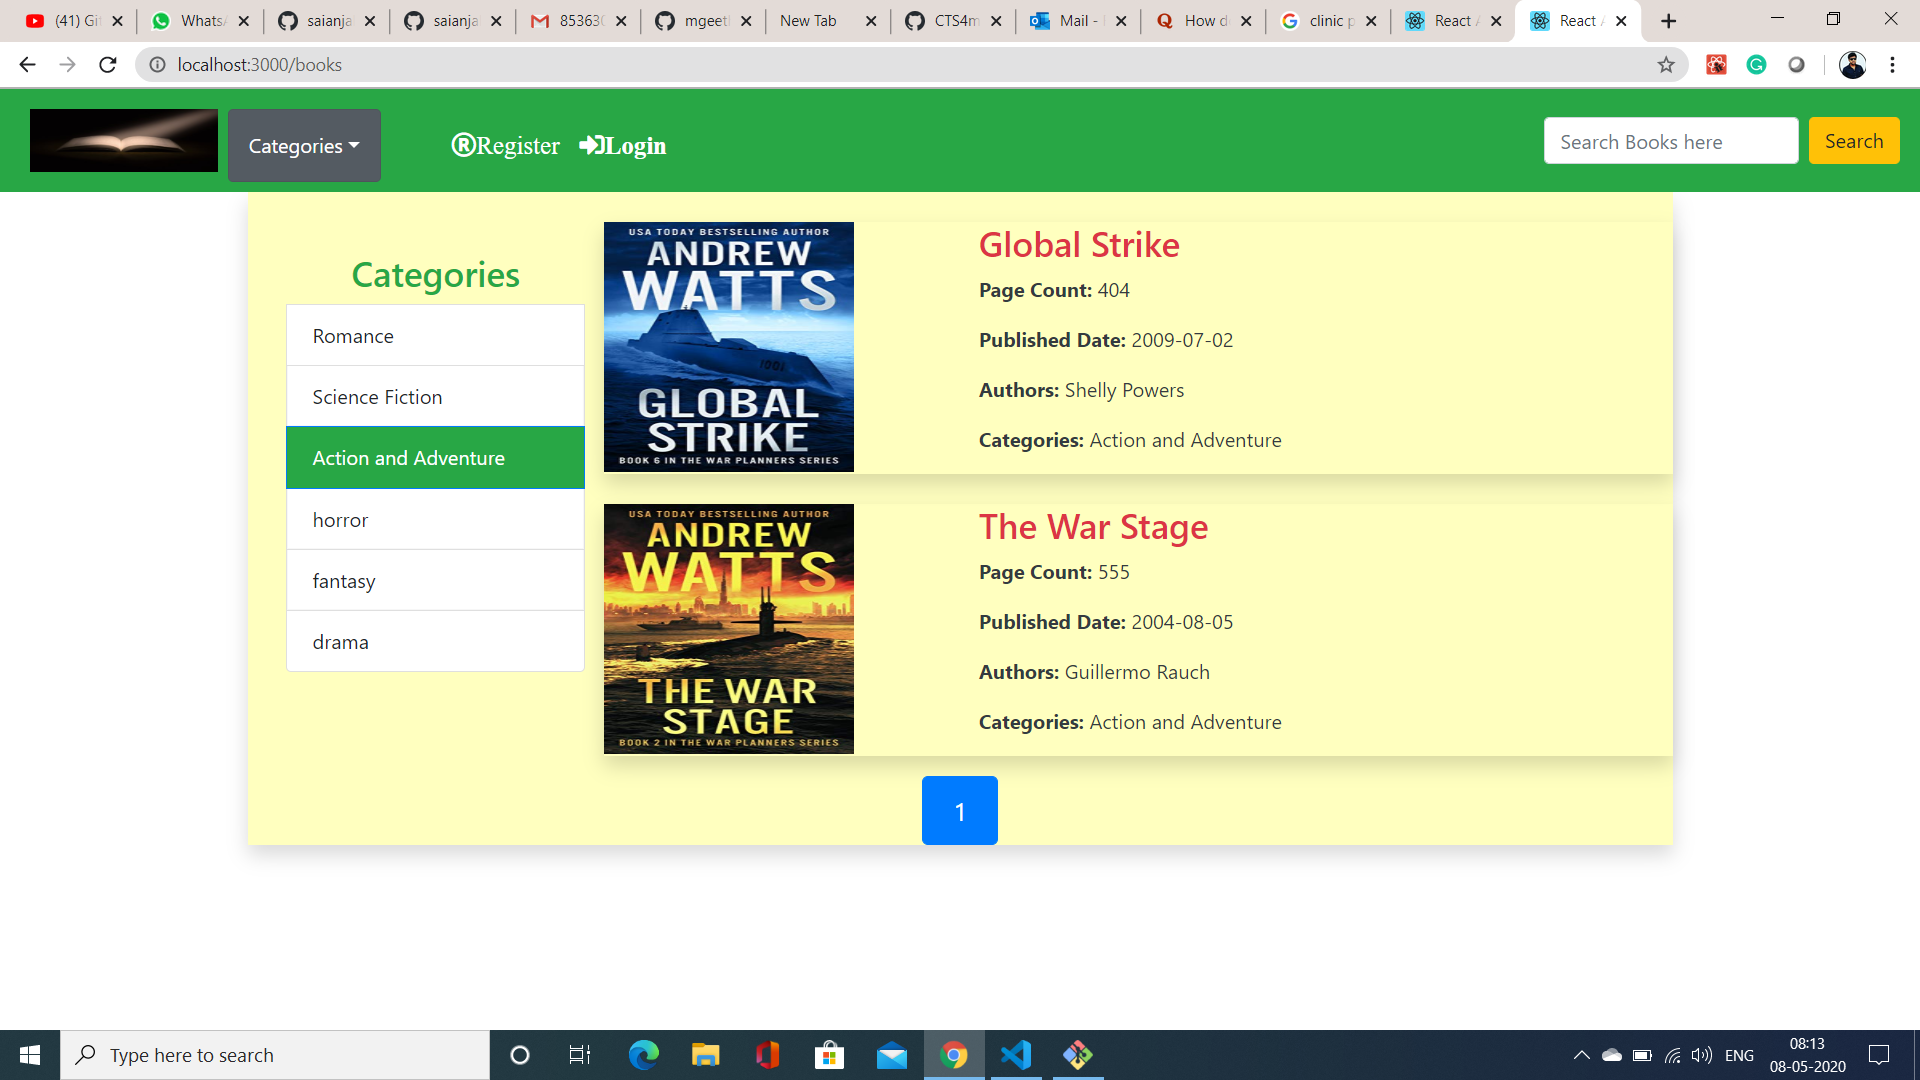 (41) Gi
WhatsA
saianja
saianja
853630
mgeeth
New Tab
CTS4m
Mail -
How d
clinic p
React A
React A
localhost:3000/books
Categories
Register
Login
Search Books here
Search
Categories
Romance
Science Fiction
Action and Adventure
horror
fantasy
drama
USA TODAY BESTSELLING AUTHOR
ANDREW
WATTS
1001
GLOBAL
STRIKE
BOOK 6 IN THE WAR PLANNERS SERIES
Global Strike
Page Count: 404
Published Date: 2009-07-02
Authors: Shelly Powers
Categories: Action and Adventure
USA TODAY BESTSELLING AUTHOR
ANDREW
WATTS
THE WAR
STAGE
BOOK 2 IN THE WAR PLANNERS SERIES
The War Stage
Page Count: 555
Published Date: 2004-08-05
Authors: Guillermo Rauch
Categories: Action and Adventure
1
Type here to search
ENG
08:13
08-05-2020